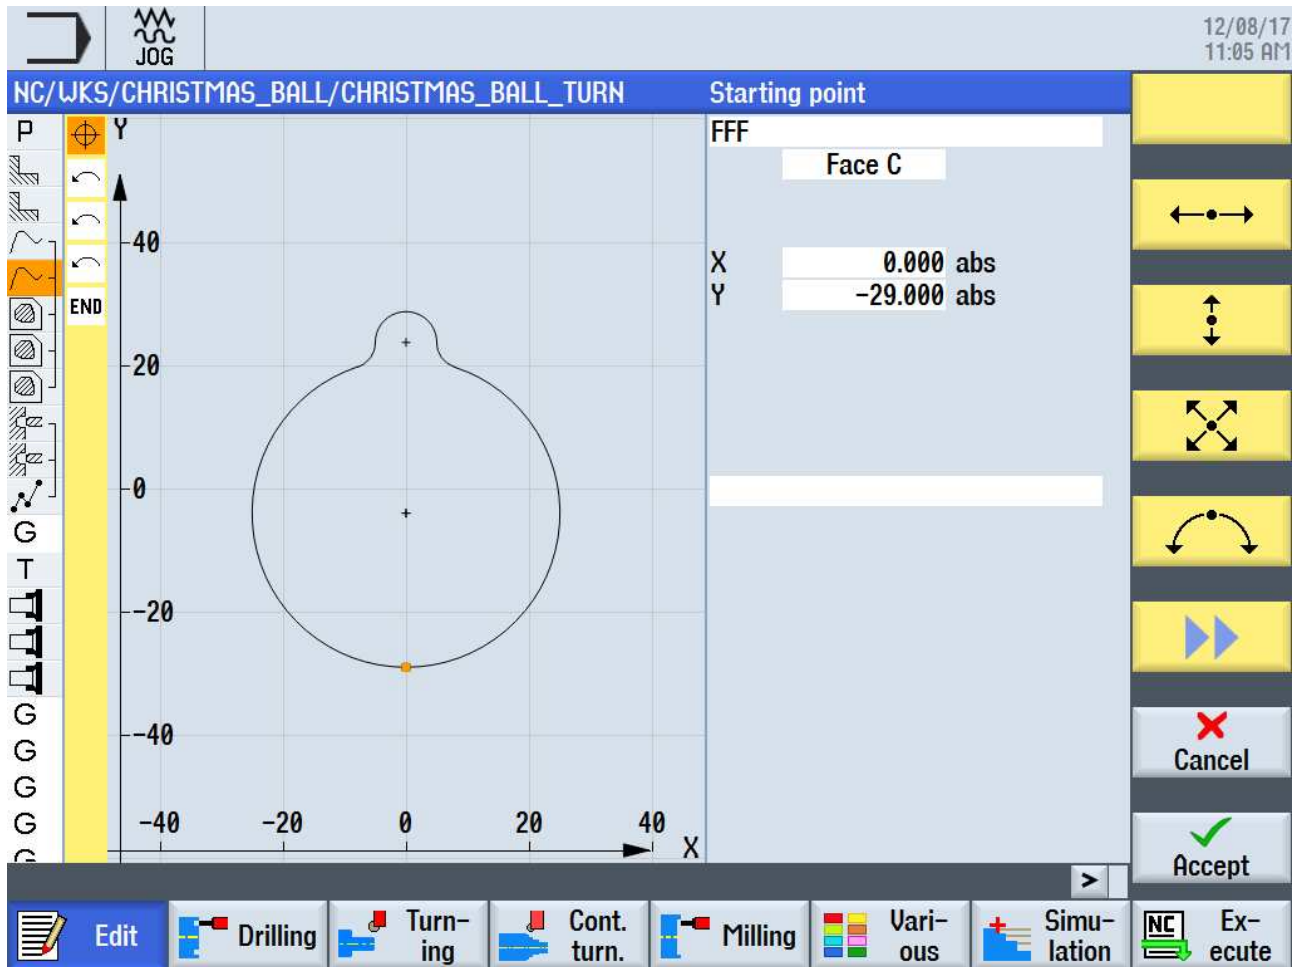 JOG
12/08/17
11:05 AM
NC/WKS/CHRISTMAS_BALL/CHRISTMAS_BALL_TURN
Starting point
P
Y
FFF
Face C
40
X 0.000 abs
Y -29.000 abs
END
20
0
G
T
-20
G
-40
G
G
G
-40 -20 0 20 40 X
G
Cancel
Accept
>
Edit
Drilling
Turn-
ing
Cont.
turn.
Milling
Vari-
ous
Simu-
lation
NC
Ex-
ecute